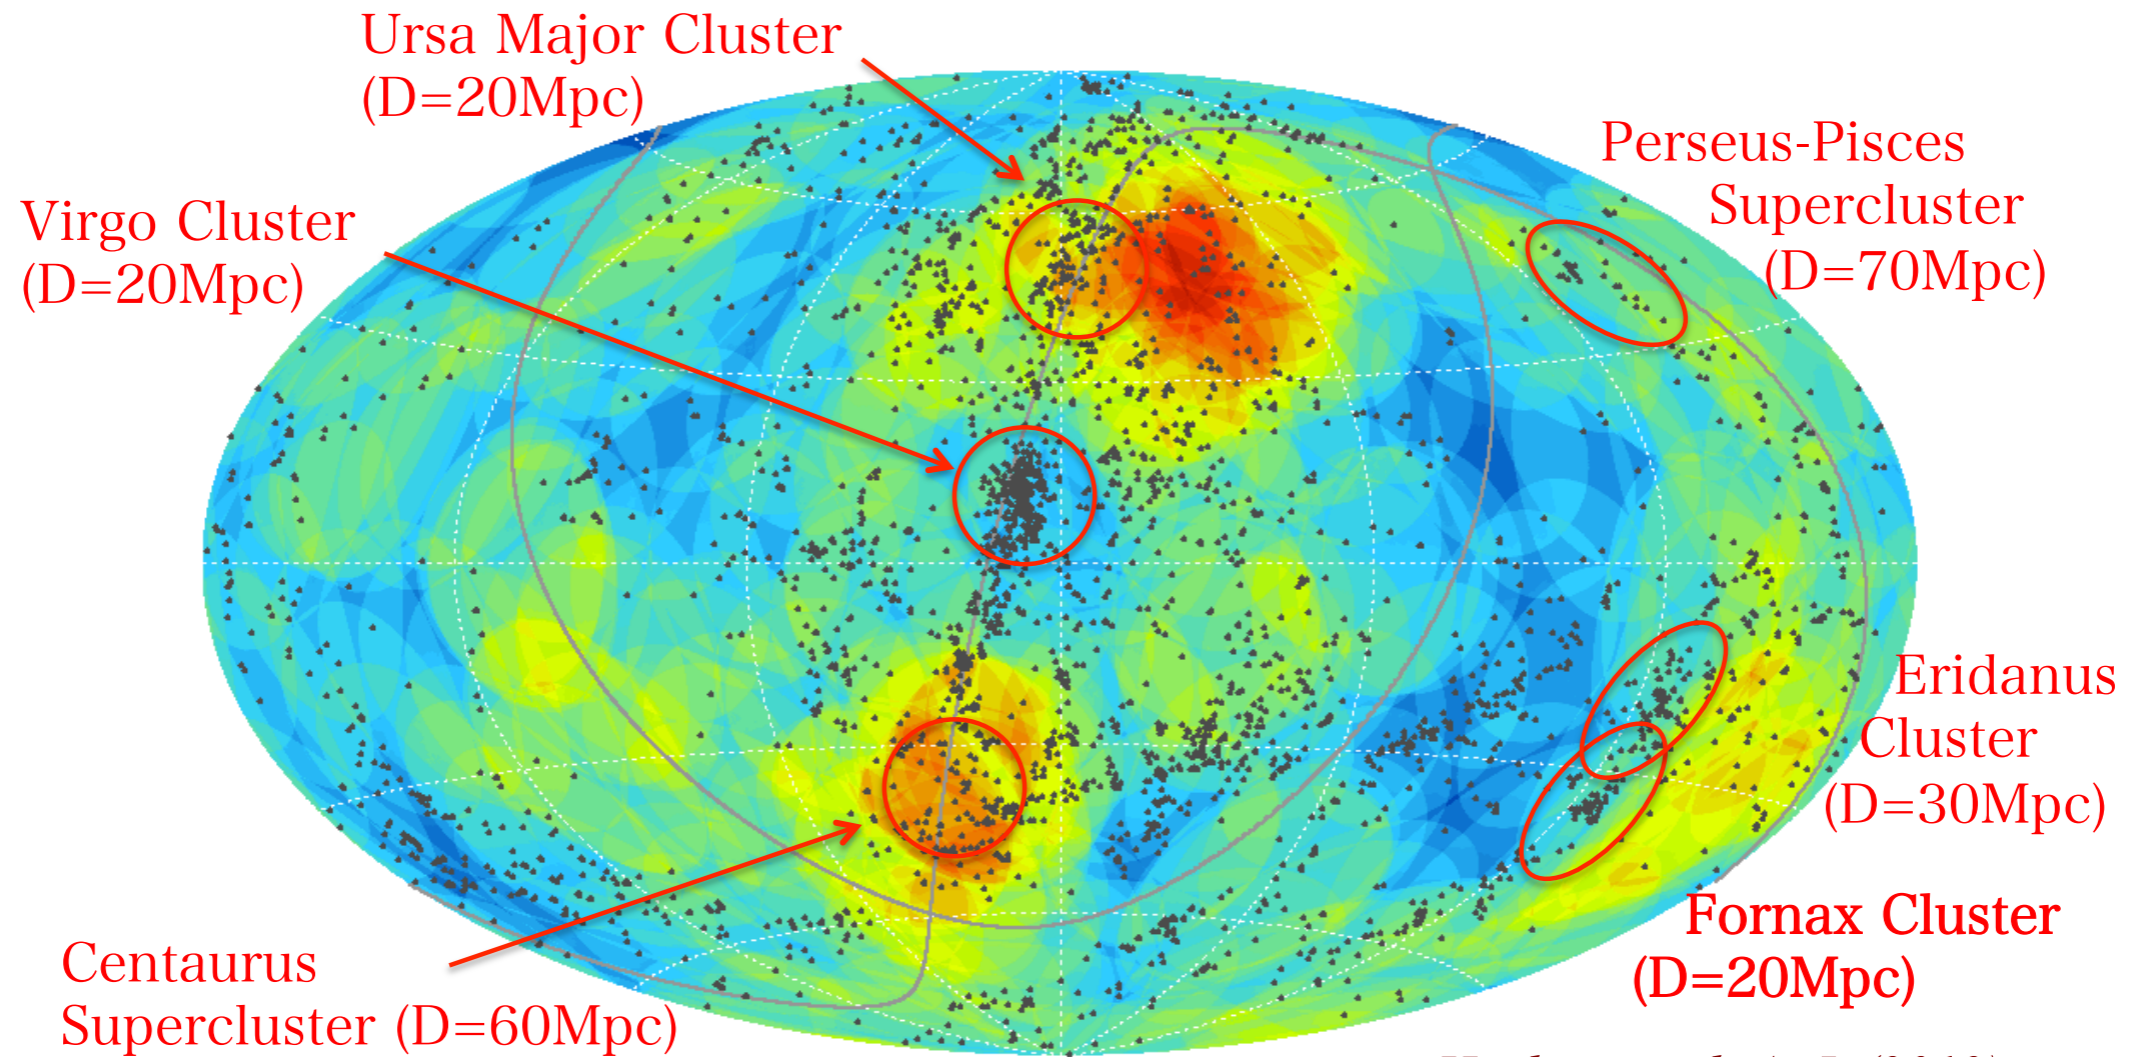 Ursa Major Cluster
(D=20Mpc)
Virgo Cluster
(D=20Mpc)
Perseus-Pisces
Supercluster
(D=70Mpc)
Eridanus
Cluster
(D=30Mpc)
Fornax Cluster
(D=20Mpc)
Centaurus
Supercluster (D=60Mpc)